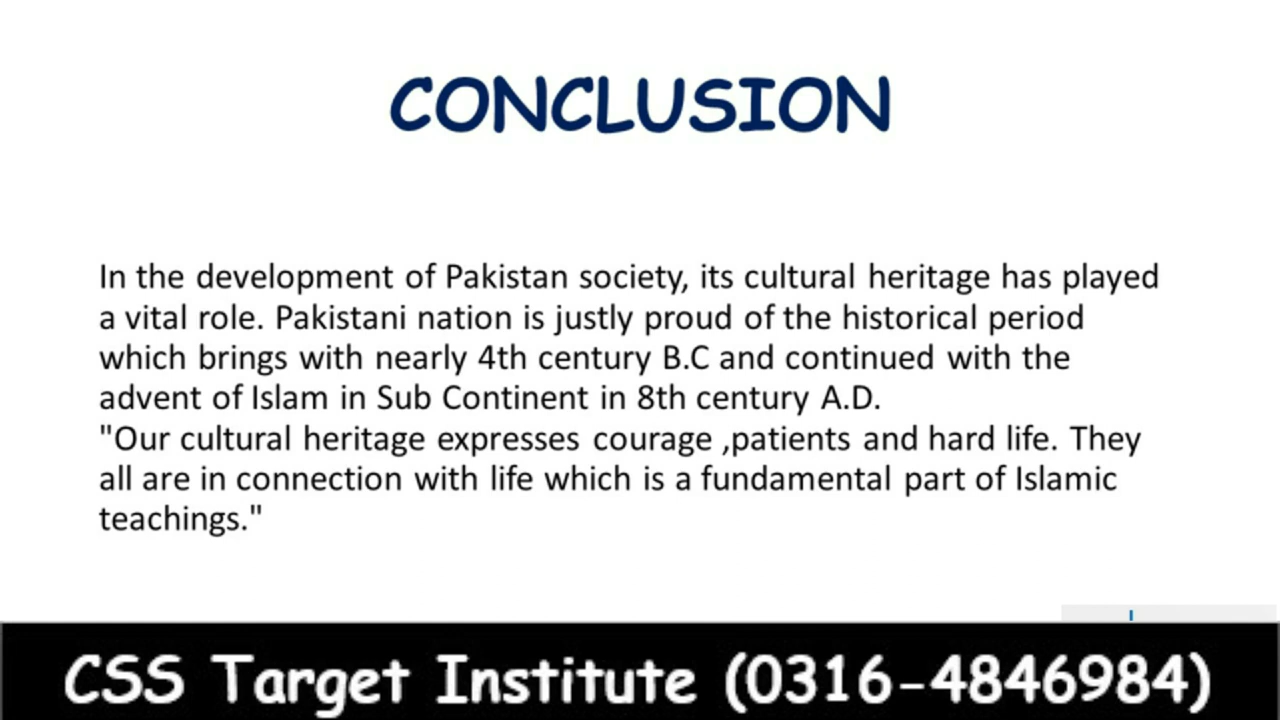 CONCLUSION
In the development of Pakistan society, its cultural heritage has played
a vital role. Pakistani nation is justly proud of the historical period
which brings with nearly 4th century B.C and continued with the
advent of Islam in Sub Continent in 8th century A.D.
"Our cultural heritage expresses courage ,patients and hard life. They
all are in connection with life which is a fundamental part of Islamic
teachings."
CSS Target Institute (0316-4846984)